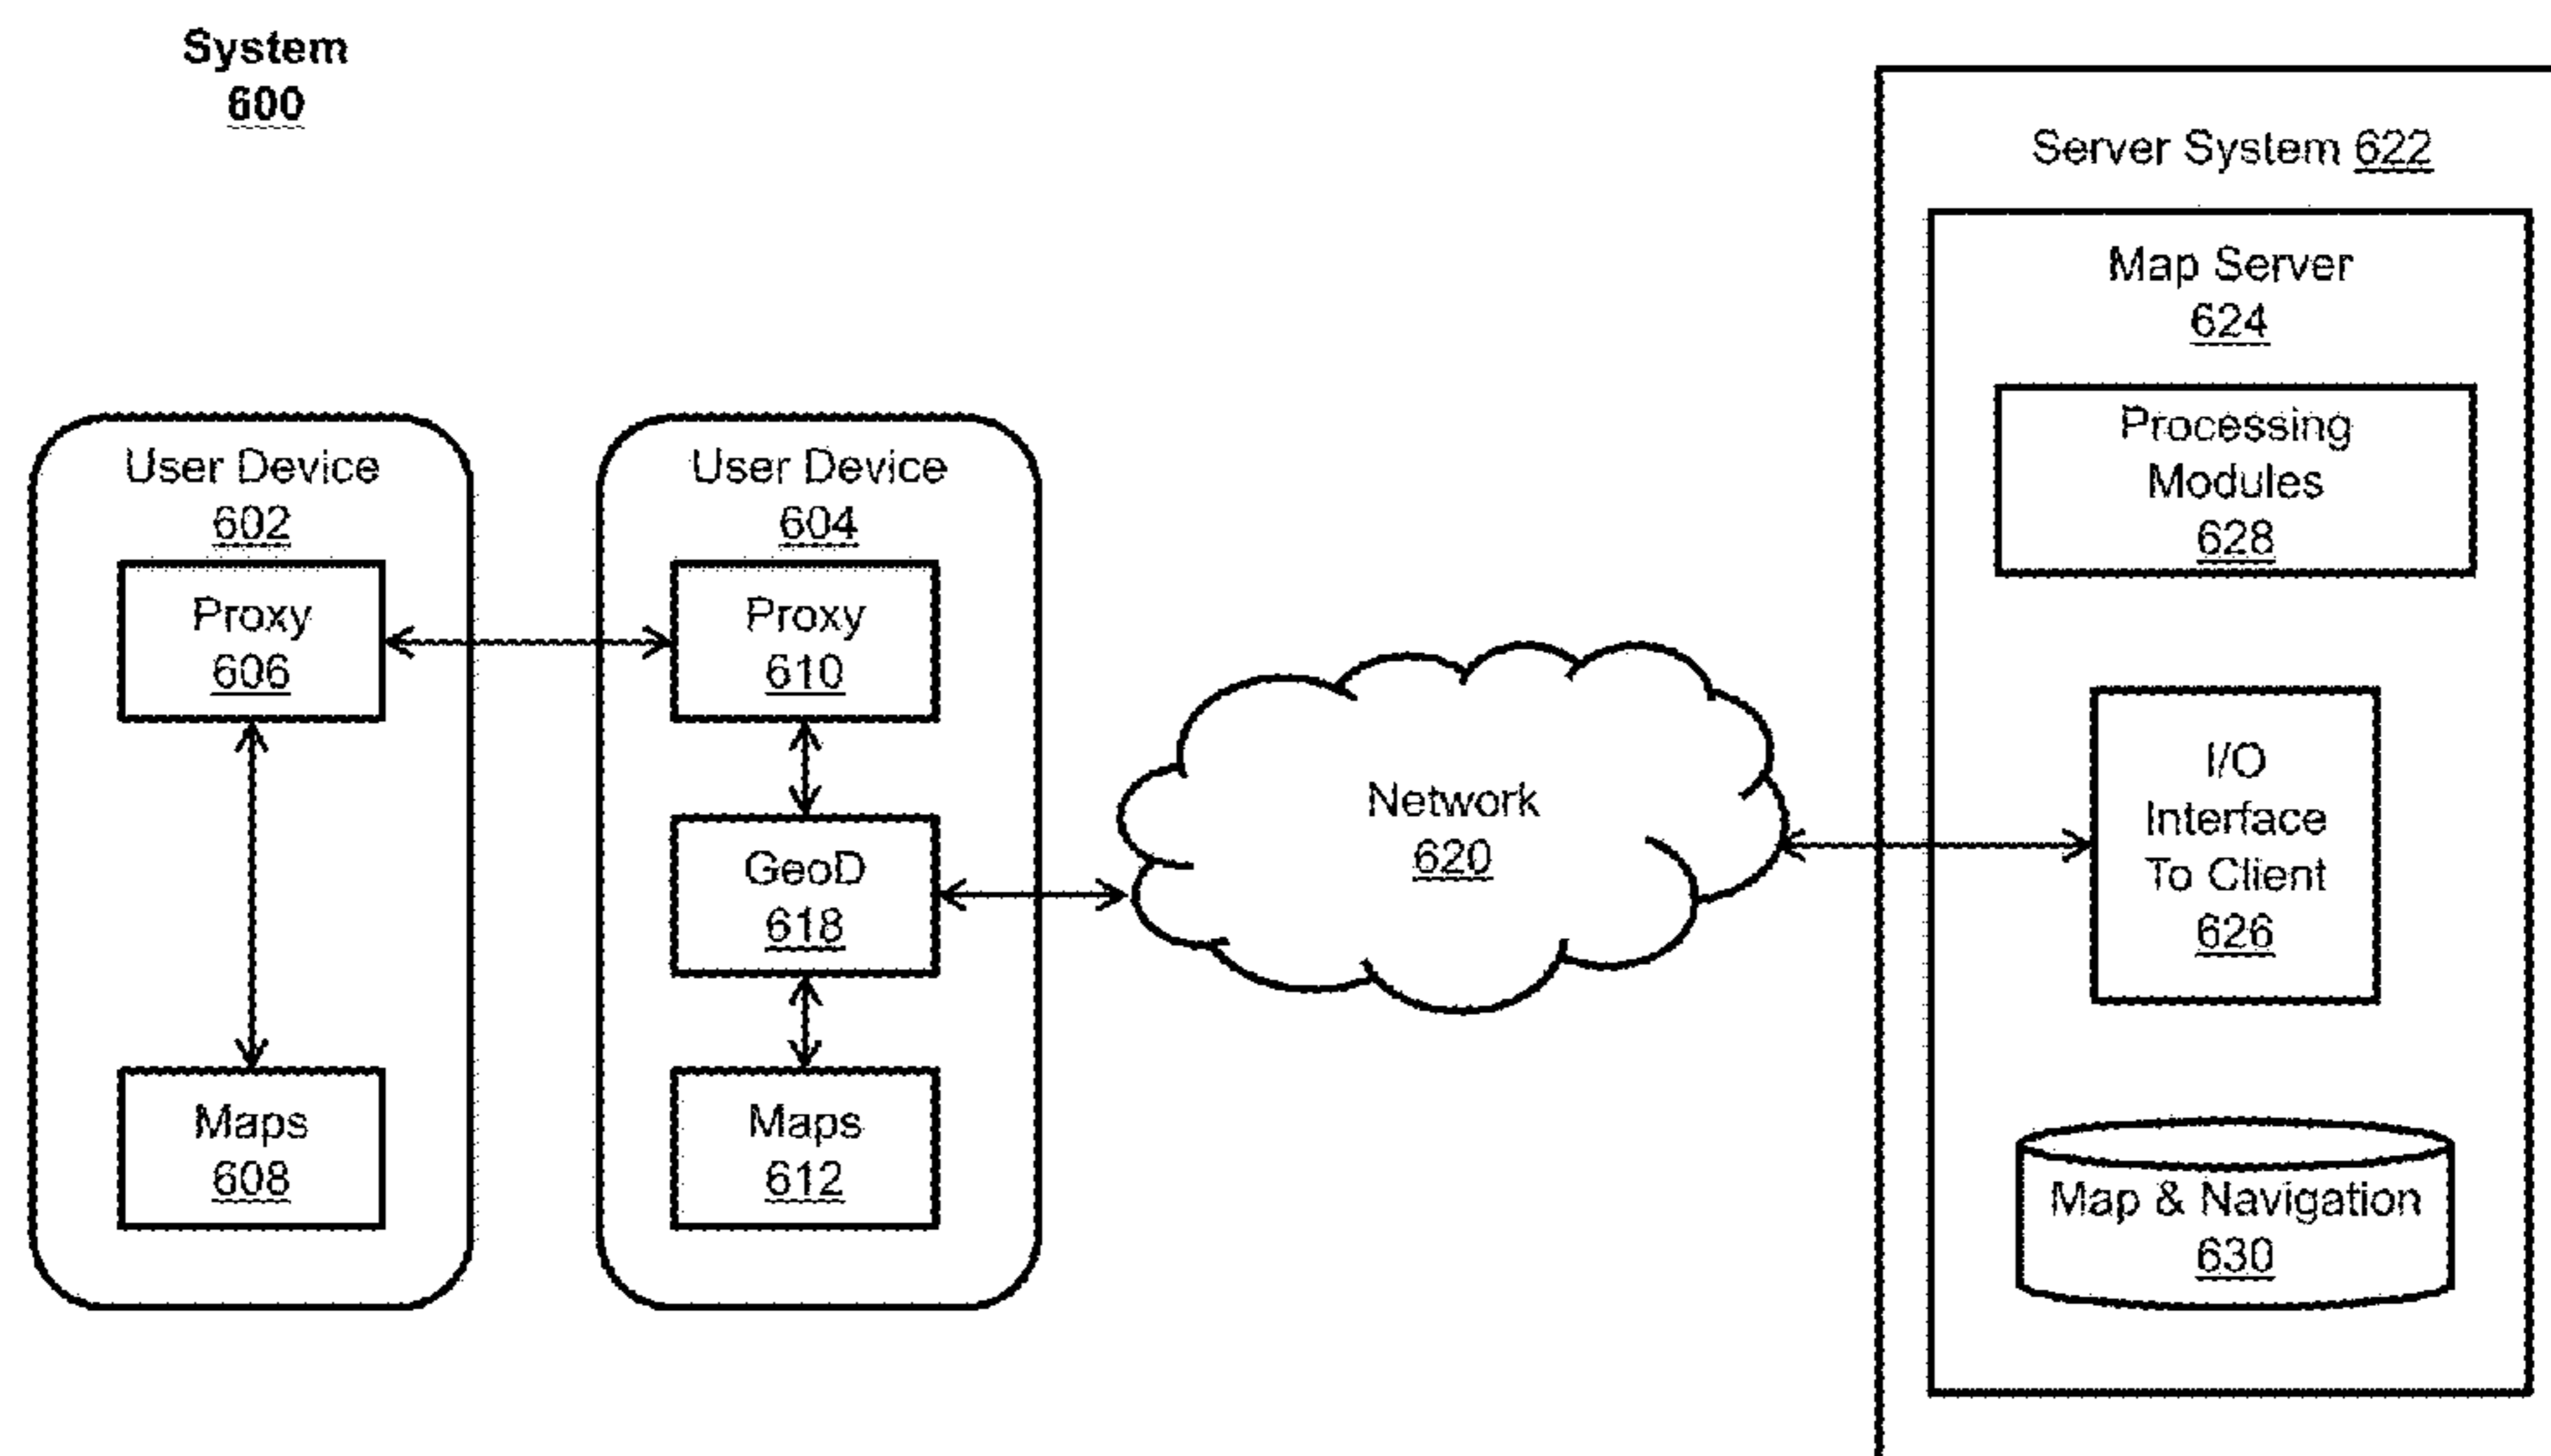 System
600
User Device
602
Proxy
606
Maps
608
User Device
604
Proxy
610
GeoD
618
Maps
612
Network
620
Server System 622
Map Server
624
Processing
Modules
628
I/O
Interface
To Client
626
Map & Navigation
630